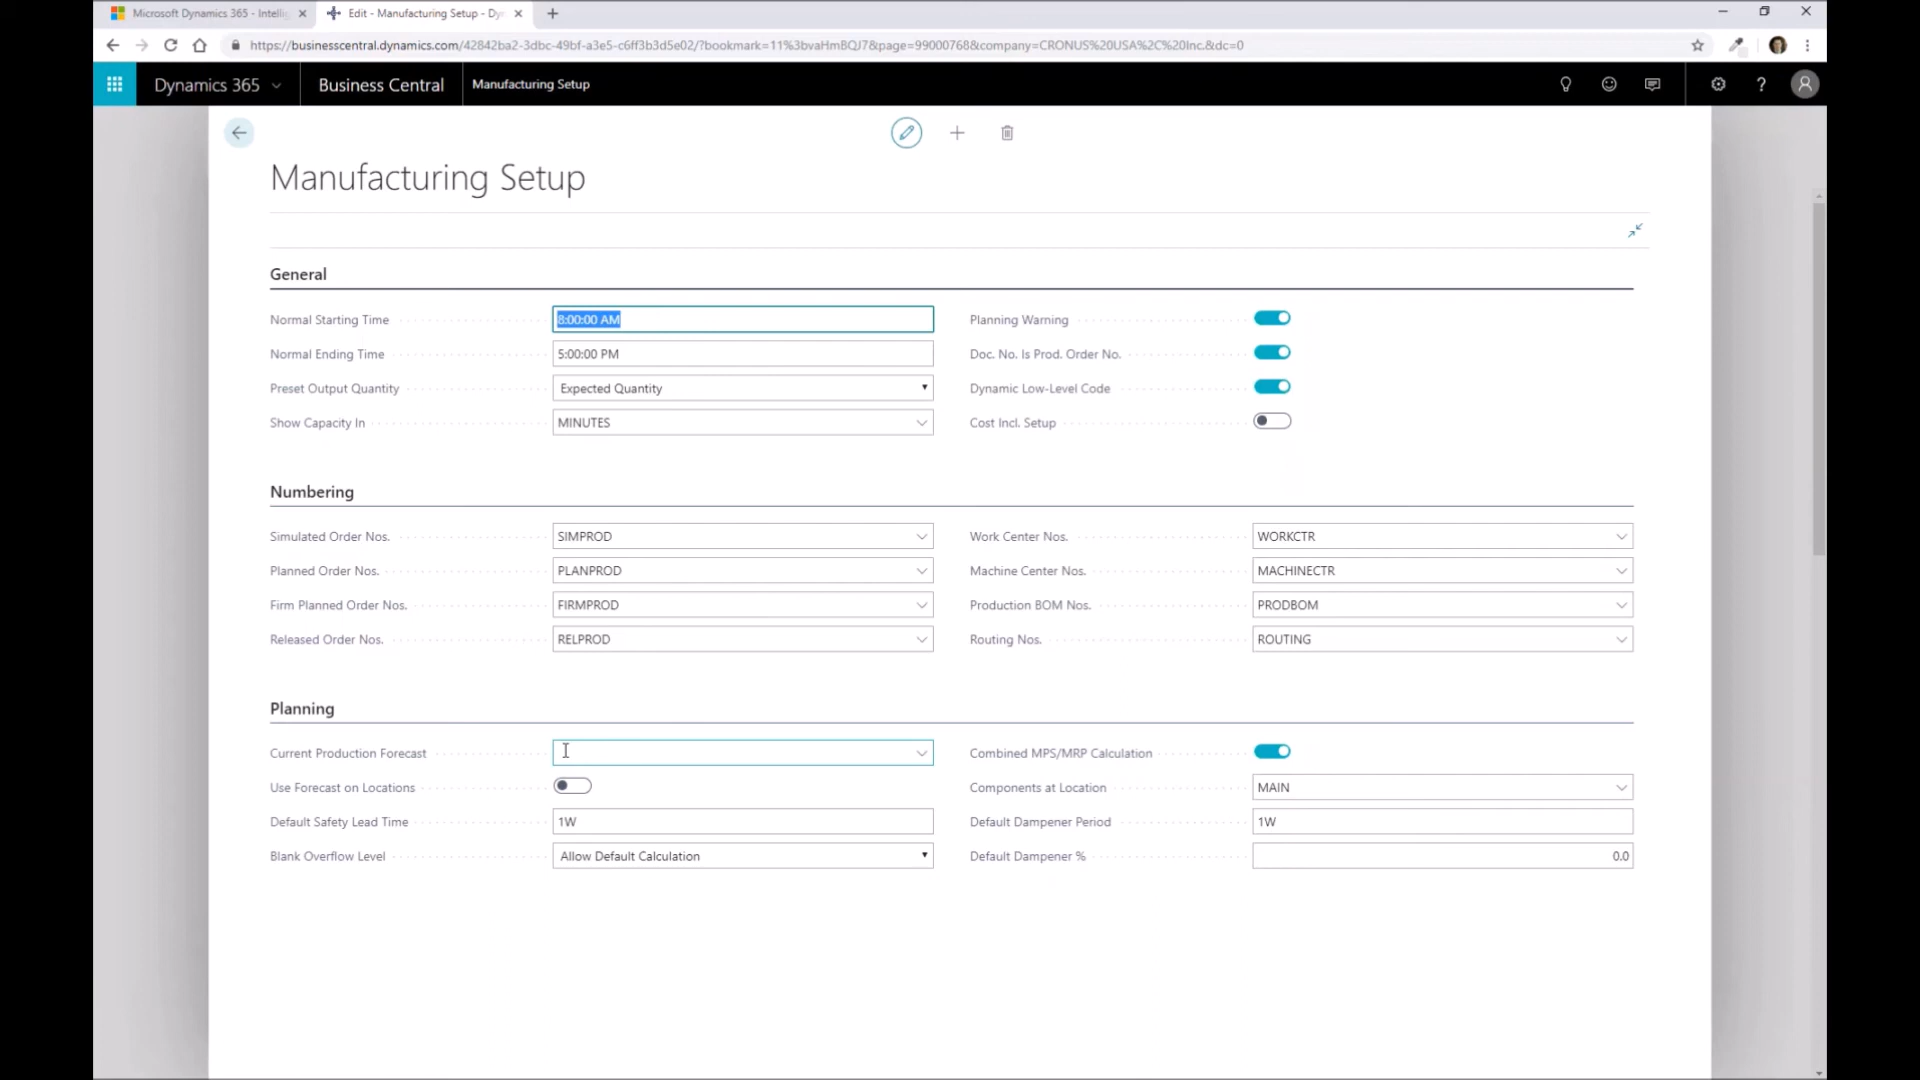 Microsoft Dynamics 365 - Intelli
Edit - Manufacturing Setup - Dy
https://businesscentral.dynamics.com/42842ba2-3dbc-49bf-a3e5-c6ff3b3d5e02/?bookmark=11%3bvaHmBQJ7&page=99000768&company=CRONUS%20USA%2C%20Inc.&dc=0
Dynamics 365 Business Central Manufacturing Setup
Manufacturing Setup
General
Normal Starting Time 8:00:00 AM Planning Warning
Normal Ending Time 5:00:00 PM Doc. No. Is Prod. Order No.
Preset Output Quantity Expected Quantity Dynamic Low-Level Code
Show Capacity In MINUTES Cost Incl. Setup
Numbering
Simulated Order Nos. SIMPROD Work Center Nos. WORKCTR
Planned Order Nos. PLANPROD Machine Center Nos. MACHINECTR
Firm Planned Order Nos. FIRMPROD Production BOM Nos. PRODBOM
Released Order Nos. RELPROD Routing Nos. ROUTING
Planning
Current Production Forecast Combined MPS/MRP Calculation
Use Forecast on Locations Components at Location MAIN
Default Safety Lead Time 1W Default Dampener Period 1W
Blank Overflow Level Allow Default Calculation Default Dampener % 0.0